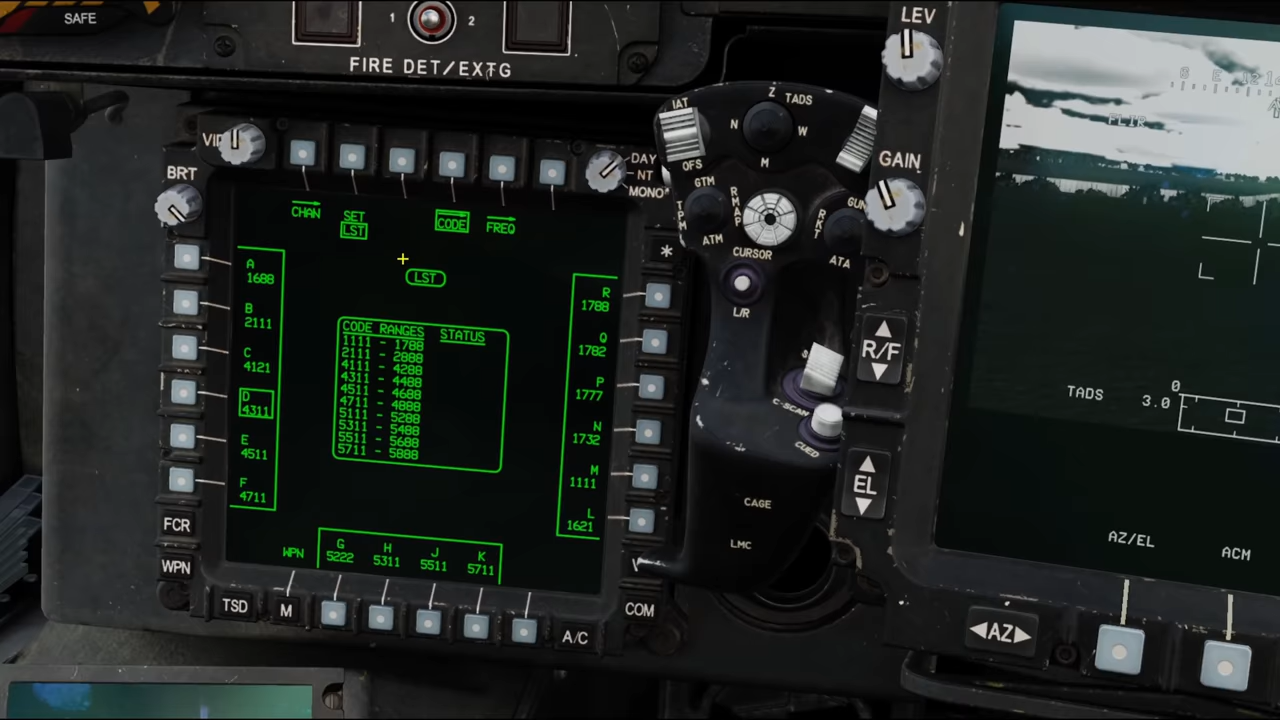 SAFE
1 2
FIRE DET/EXTG
LEV
VID
BRT
DAY
NT
MONO
CHAN
SET
LST
CODE
FREQ
LST
A
1688
B
2111
C
4121
D
4311
E
4511
F
4711
CODE RANGES STATUS
1111 - 1788
2111 - 2888
4111 - 4288
4311 - 4488
4511 - 4688
4711 - 4888
5111 - 5288
5311 - 5488
5511 - 5688
5711 - 5888
R
1788
Q
1782
P
1777
N
1732
M
1111
L
1621
WPN
G
5222
H
5311
J
5511
K
5711
FCR
WPN
TSD
M
A/C
COM
*
IAT
OFS
Z
TADS
N
W
M
GTM
RMAP
TPM
ATM
CURSOR
L/R
GUN
RKT
ATA
C-SCAN
CUED
CAGE
LMC
GAIN
R/F
EL
AZ
FLIR
TADS
0
3.0
AZ/EL
ACM